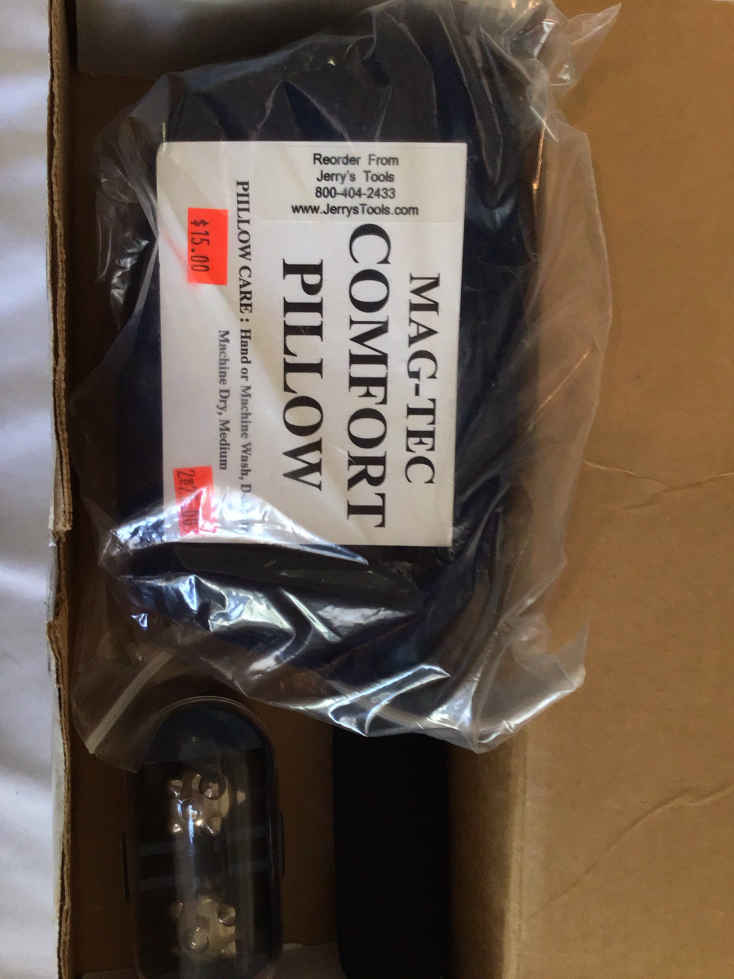 Reorder From
Jerry's Tools
800-404-2433
www.JerrysTools.com
MAG-TEC
COMFORT
PILLOW
PIILLOW CARE : Hand or Machine Wash,
Machine Dry, Medium
$15.00